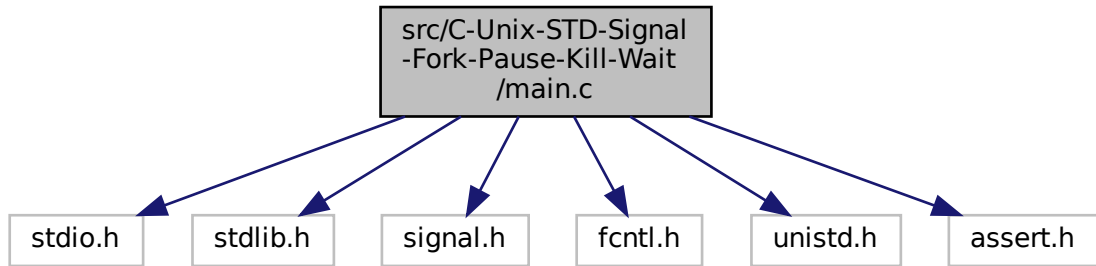 src/C-Unix-STD-Signal
-Fork-Pause-Kill-Wait
/main.c
stdio.h
stdlib.h
signal.h
fcntl.h
unistd.h
assert.h